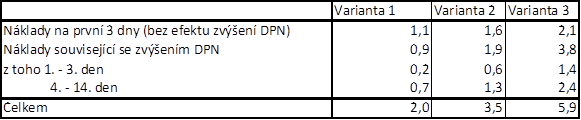 Varianta 1 Varianta 2 Varianta 3
Náklady na první 3 dny (bez efektu zvýšení DPN) 1,1 1,6 2,1
Náklady související se zvýšením DPN 0,9 1,9 3,8
z toho 1. - 3. den 0,2 0,6 1,4
4. - 14. den 0,7 1,3 2,4
Celkem 2,0 3,5 5,9